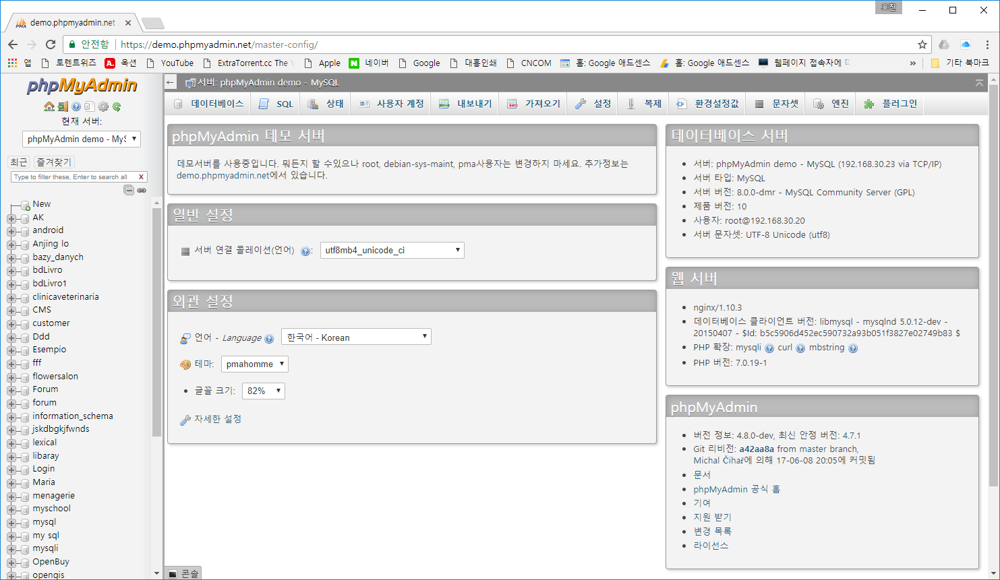 호진
demo.phpmyadmin.net
안전함 https://demo.phpmyadmin.net/master-config/
앱 토렌트위즈 옥션 YouTube ExtraTorrent.cc The Apple 네이버 Google 대흥인쇄 CNCOM 홈: Google 애드센스 홈: Google 애드센스 웹페이지 접속자에 » 기타 북마크
phpMyAdmin
현재 서버:
phpMyAdmin demo - MyS
최근 즐겨찾기
Type to filter these, Enter to search all X
New
AK
android
Anjing lo
bazy_danych
bdLivro
bdLivro1
clinicaveterinaria
CMS
customer
Ddd
Esempio
fff
flowersalon
Forum
forum
information_schema
jskdbgkjfwnds
lexical
libaray
Login
Maria
menagerie
myschool
mysql
my sql
mysqli
OpenBuy
opengis
서버: phpMyAdmin demo - MySQL
데이터베이스 SQL 상태 사용자 계정 내보내기 가져오기 설정 복제 환경설정값 문자셋 엔진 플러그인
phpMyAdmin 데모 서버
데모서버를 사용중입니다. 뭐든지 할 수있으나 root, debian-sys-maint, pma사용자는 변경하지 마세요. 추가정보는
demo.phpmyadmin.net에서 있습니다.
일반 설정
서버 연결 콜레이션(언어) : utf8mb4_unicode_ci
외관 설정
언어 - Language 한국어 - Korean
테마: pmahomme
글꼴 크기: 82%
자세한 설정
콘솔
데이터베이스 서버
서버: phpMyAdmin demo - MySQL (192.168.30.23 via TCP/IP)
서버 타입: MySQL
서버 버전: 8.0.0-dmr - MySQL Community Server (GPL)
제품 버전: 10
사용자: root@192.168.30.20
서버 문자셋: UTF-8 Unicode (utf8)
웹 서버
nginx/1.10.3
데이터베이스 클라이언트 버전: libmysql - mysqlnd 5.0.12-dev -
20150407 - $Id: b5c5906d452ec590732a93b051f3827e02749b83 $
PHP 확장: mysqli curl mbstring
PHP 버전: 7.0.19-1
phpMyAdmin
버전 정보: 4.8.0-dev, 최신 안정 버전: 4.7.1
Git 리비전: a42aa8a from master branch,
Michal Čihař에 의해 17-06-08 20:05에 커밋됨
문서
phpMyAdmin 공식 홈
기여
지원 받기
변경 목록
라이선스